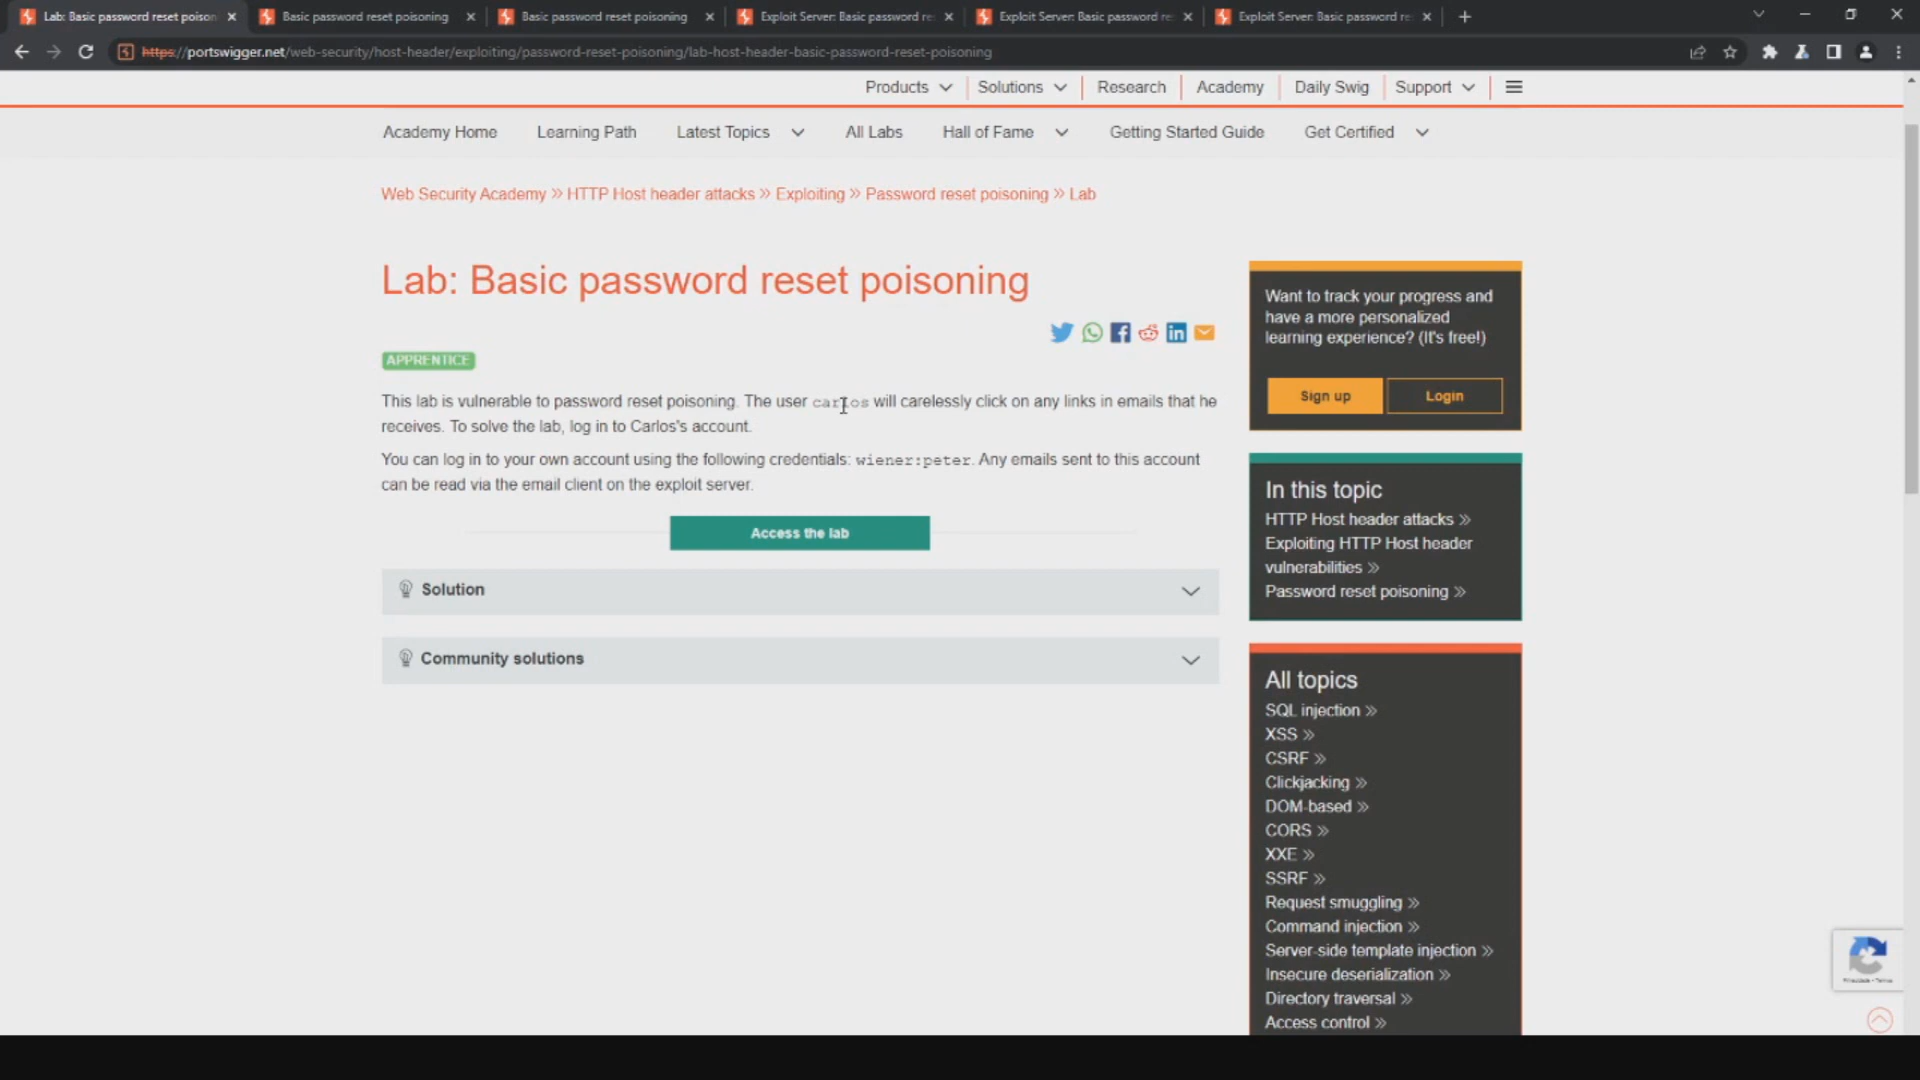 Lab: Basic password reset poison
Basic password reset poisoning
Basic password reset poisoning
Exploit Server: Basic password re
Exploit Server: Basic password re
Exploit Server: Basic password re
https://portswigger.net/web-security/host-header/exploiting/password-reset-poisoning/lab-host-header-basic-password-reset-poisoning
Products
Solutions
Research
Academy
Daily Swig
Support
Academy Home
Learning Path
Latest Topics
All Labs
Hall of Fame
Getting Started Guide
Get Certified
Web Security Academy » HTTP Host header attacks » Exploiting » Password reset poisoning » Lab
Lab: Basic password reset poisoning
APPRENTICE
This lab is vulnerable to password reset poisoning. The user carlos will carelessly click on any links in emails that he
receives. To solve the lab, log in to Carlos's account.
You can log in to your own account using the following credentials: wiener:peter. Any emails sent to this account
can be read via the email client on the exploit server.
Access the lab
Solution
Community solutions
Want to track your progress and
have a more personalized
learning experience? (It's free!)
Sign up
Login
In this topic
HTTP Host header attacks »
Exploiting HTTP Host header
vulnerabilities »
Password reset poisoning »
All topics
SQL injection »
XSS »
CSRF »
Clickjacking »
DOM-based »
CORS »
XXE »
SSRF »
Request smuggling »
Command injection »
Server-side template injection »
Insecure deserialization »
Directory traversal »
Access control »